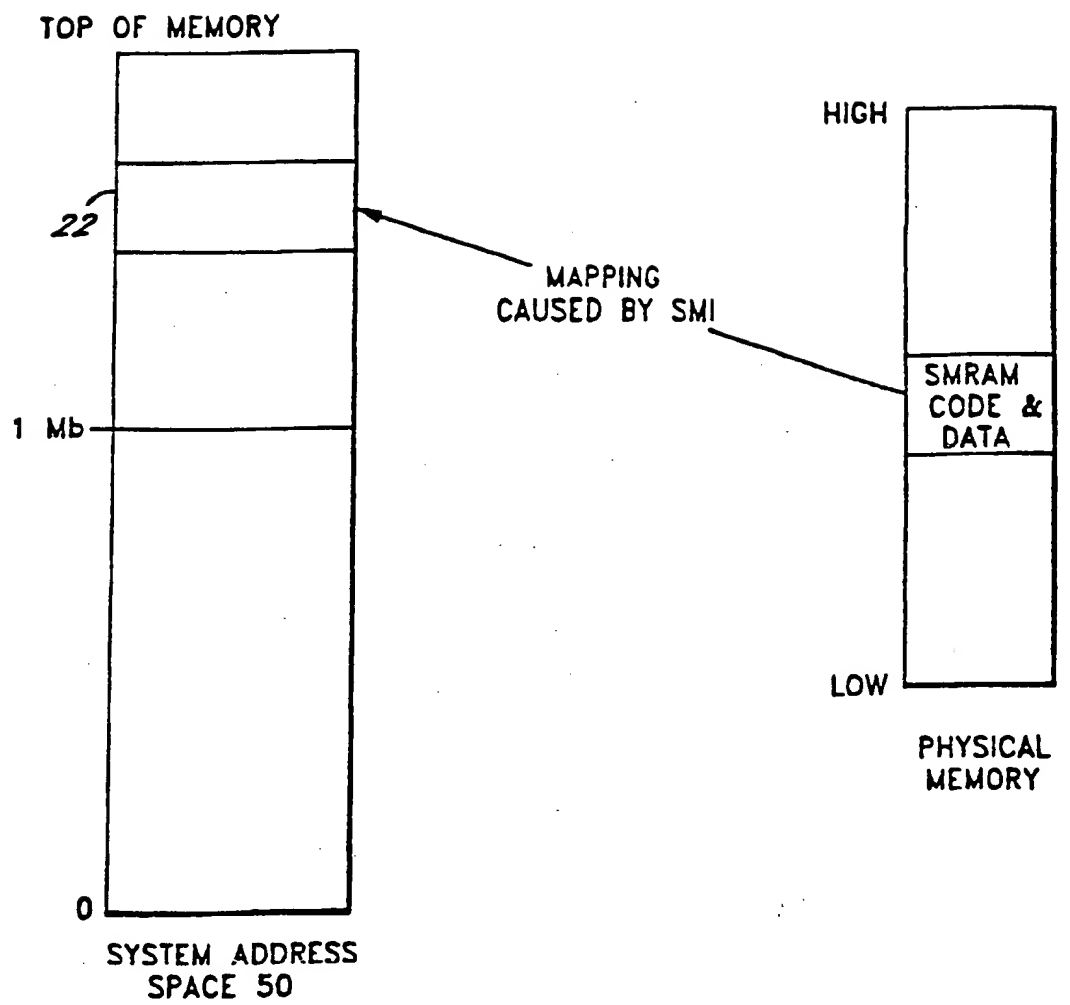 TOP OF MEMORY
HIGH
22
MAPPING
CAUSED BY SMI
SMRAM
CODE &
DATA
1 Mb
LOW
PHYSICAL
MEMORY
0
SYSTEM ADDRESS
SPACE 50